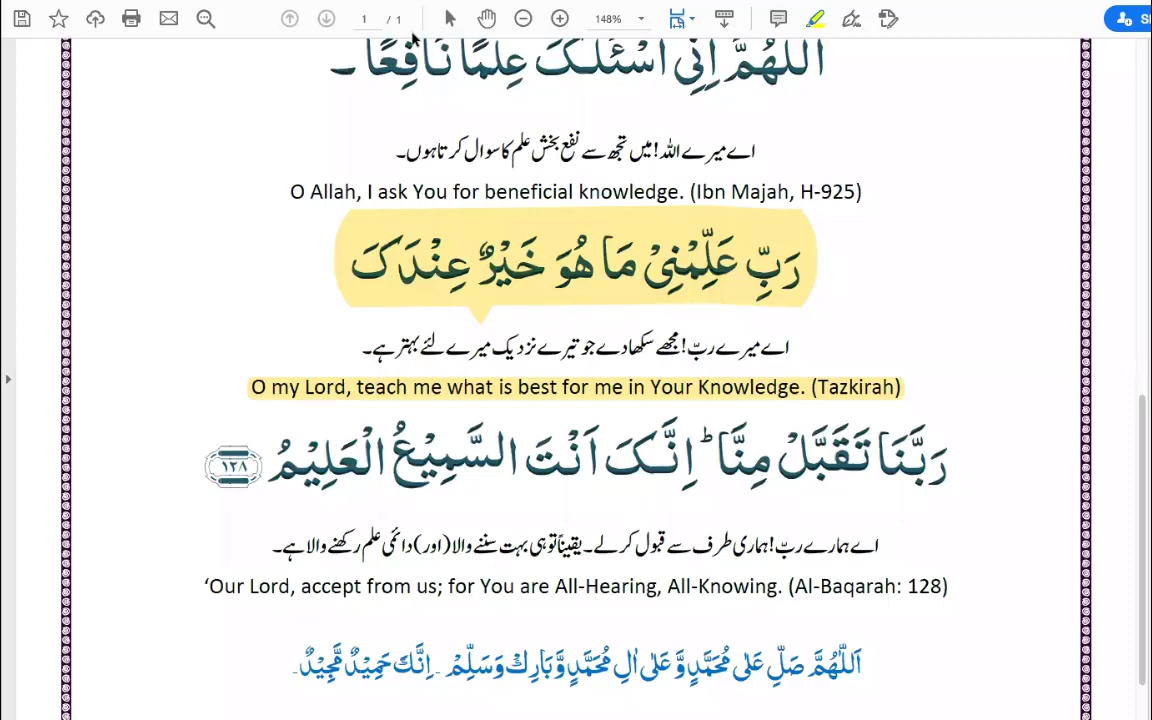 1 / 1
148%
اَللّٰهُمَّ اِنِّیْ اَسْئَلُکَ عِلْمًا نَافِعًا ۔
اے میرے اللہ! میں تجھ سے نفع بخش علم کا سوال کرتا ہوں۔
O Allah, I ask You for beneficial knowledge. (Ibn Majah, H-925)
رَبِّ عَلِّمْنِیْ مَا هُوَ خَیْرٌ عِنْدَکَ
اے میرے ربّ! مجھے سکھا دے جو تیرے نزدیک میرے لئے بہتر ہے۔
O my Lord, teach me what is best for me in Your Knowledge. (Tazkirah)
رَبَّنَا تَقَبَّلْ مِنَّا ؕ اِنَّکَ اَنْتَ السَّمِیْعُ الْعَلِیْمُ ﴿۱۲۸﴾
اے ہمارے ربّ! ہماری طرف سے قبول کر لے۔ یقیناً تو ہی بہت سننے والا (اور) دائمی علم رکھنے والا ہے۔
‘Our Lord, accept from us; for You are All-Hearing, All-Knowing. (Al-Baqarah: 128)
اَللّٰهُمَّ صَلِّ عَلٰی مُحَمَّدٍ وَّ عَلٰی اٰلِ مُحَمَّدٍ وَّ بَارِکْ وَسَلِّمْ ۔ اِنَّکَ حَمِیْدٌ مَّجِیْدٌ ۔